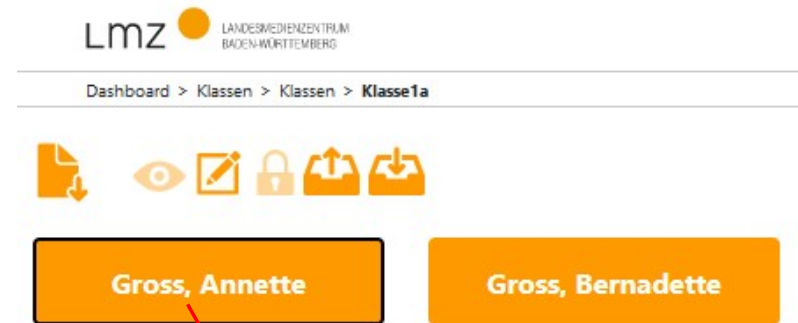 Lmz LANDESMEDIENZENTRUM
BADEN-WÜRTTEMBERG
Dashboard > Klassen > Klassen > Klasse1a
Gross, Annette
Gross, Bernadette